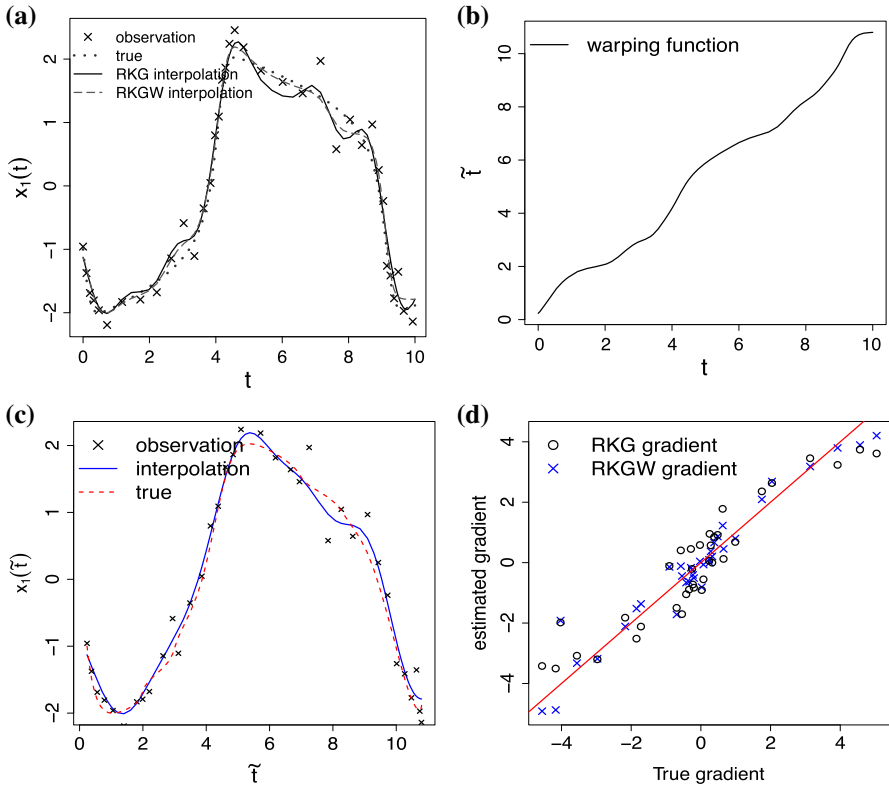 (a)
observation
true
RKG interpolation
RKGW interpolation
2
1
0
−1
−2
x₁(t)
0 2 4 6 8 10
t
(b)
warping function
10
8
6
4
2
0
t̃
0 2 4 6 8 10
t
(c)
observation
interpolation
true
2
1
0
−1
−2
x₁(t̃)
0 2 4 6 8 10
t̃
(d)
RKG gradient
RKGW gradient
4
2
0
−2
−4
estimated gradient
−4 −2 0 2 4
True gradient